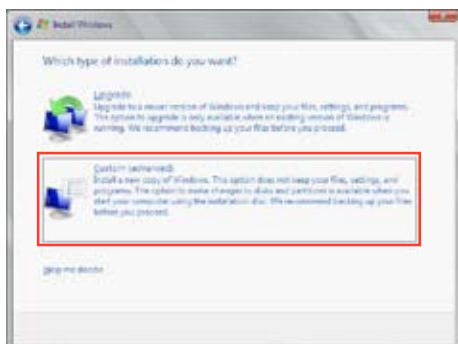 Install Windows
Which type of installation do you want?
Upgrade
Upgrade to a newer version of Windows and keep your files, settings, and programs.
The option to upgrade is only available when an existing version of Windows is
running. We recommend backing up your files before you proceed.
Custom (advanced)
Install a new copy of Windows. This option does not keep your files, settings, and
programs. The option to make changes to disks and partitions is available when you
start your computer using the installation disc. We recommend backing up your files
before you proceed.
Help me decide